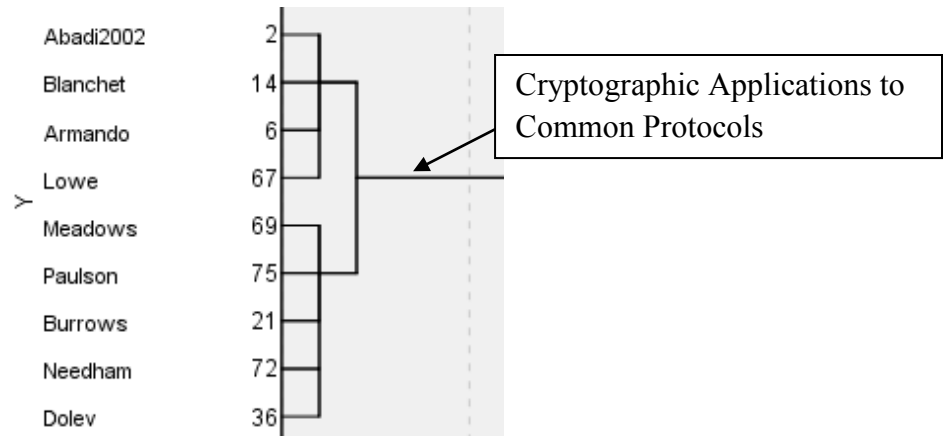 Abadi2002 2
Blanchet 14
Cryptographic Applications to
Common Protocols
Armando 6
Lowe 67
Y
Meadows 69
Paulson 75
Burrows 21
Needham 72
Dolev 36